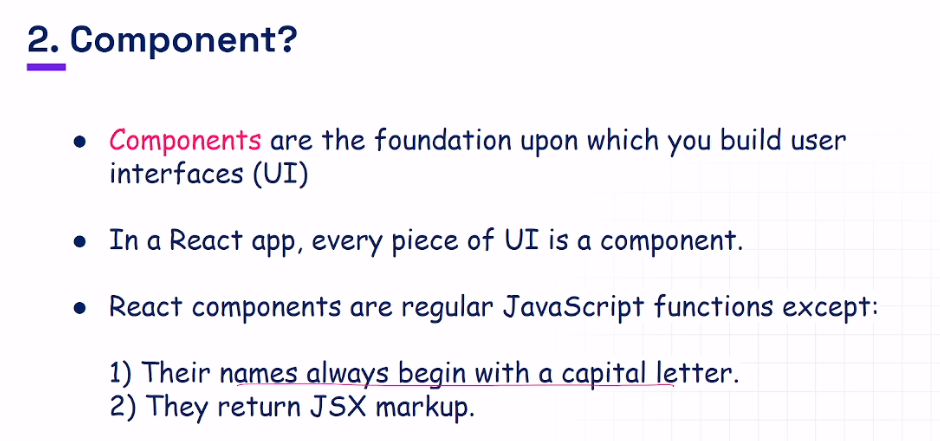 2. Component?
● Components are the foundation upon which you build user
interfaces (UI)
● In a React app, every piece of UI is a component.
● React components are regular JavaScript functions except:
1) Their names always begin with a capital letter.
2) They return JSX markup.